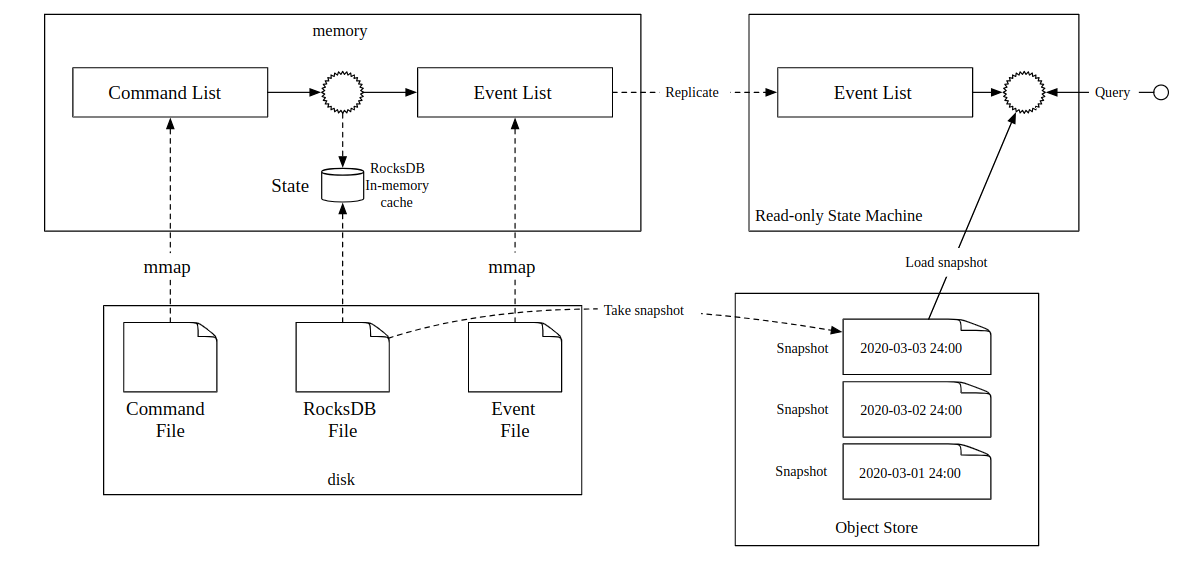 memory
Command List
Event List
Replicate
Event List
Query
State
RocksDB
In-memory
cache
Read-only State Machine
mmap
mmap
Load snapshot
Take snapshot
Command
File
RocksDB
File
Event
File
disk
Snapshot
2020-03-03 24:00
Snapshot
2020-03-02 24:00
Snapshot
2020-03-01 24:00
Object Store